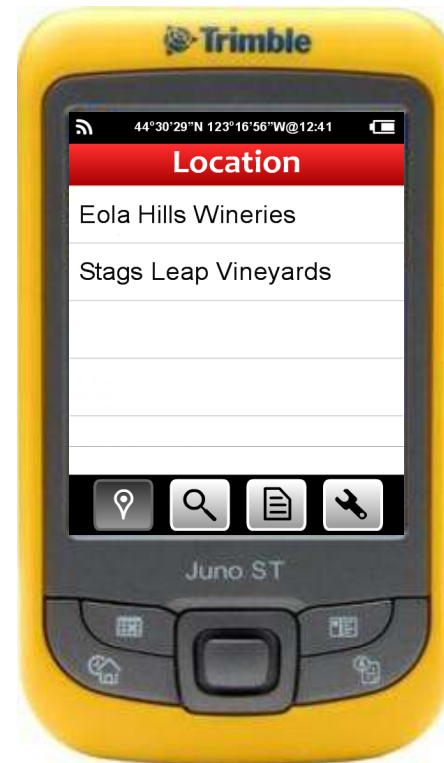 Trimble
44°30'29"N 123°16'56"W@12:41
Location
Eola Hills Wineries
Stags Leap Vineyards
Juno ST